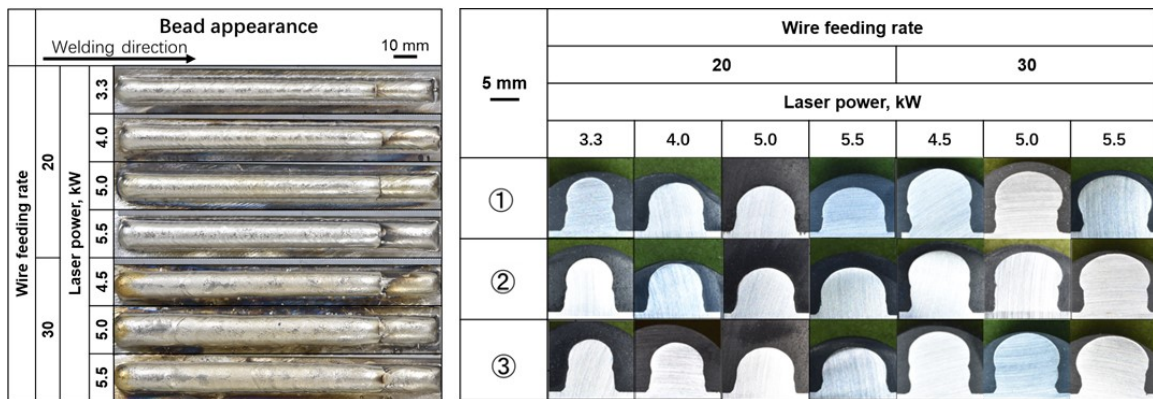 Bead appearance
Welding direction
10 mm
Wire feeding rate
20
30
Laser power, kW
3.3
4.0
5.0
5.5
4.5
5.0
5.5
5 mm
Wire feeding rate
20 30
Laser power, kW
3.3 4.0 5.0 5.5 4.5 5.0 5.5
①
②
③